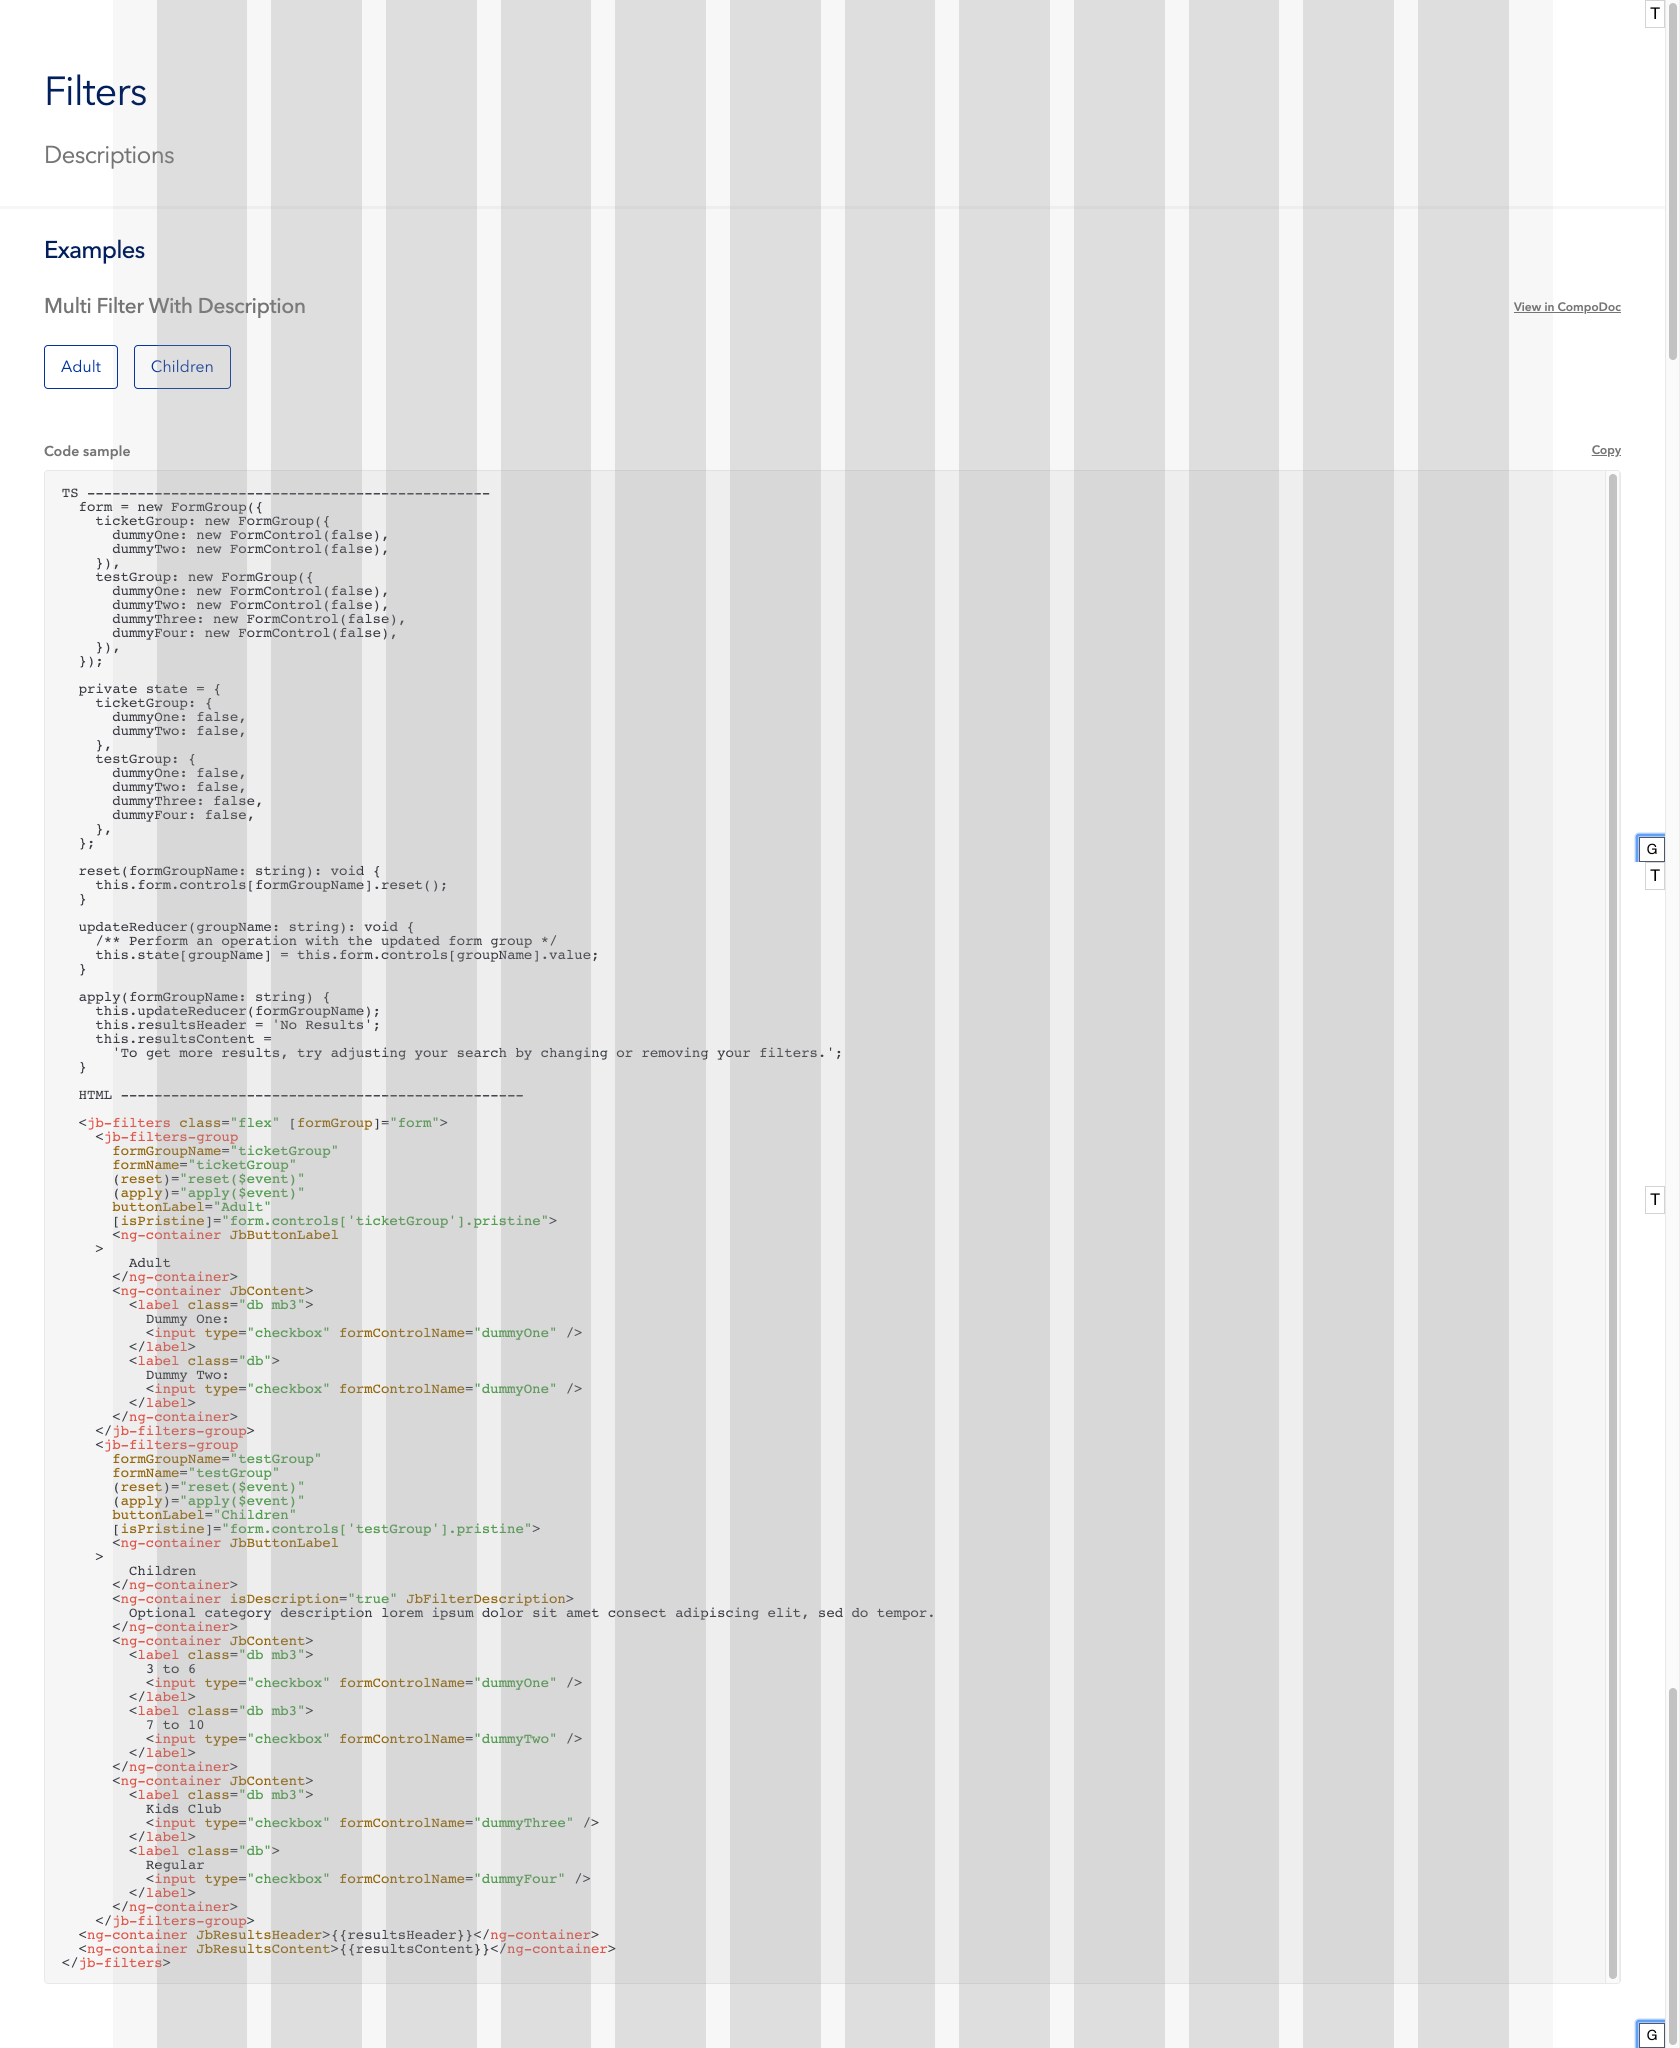 T
Filters
Descriptions
Examples
Multi Filter With Description
View in CompoDoc
Adult
Children
Code sample
Copy
TS ------------------------------------------------
  form = new FormGroup({
    ticketGroup: new FormGroup({
      dummyOne: new FormControl(false),
      dummyTwo: new FormControl(false),
    }),
    testGroup: new FormGroup({
      dummyOne: new FormControl(false),
      dummyTwo: new FormControl(false),
      dummyThree: new FormControl(false),
      dummyFour: new FormControl(false),
    }),
  });
  private state = {
    ticketGroup: {
      dummyOne: false,
      dummyTwo: false,
    },
    testGroup: {
      dummyOne: false,
      dummyTwo: false,
      dummyThree: false,
      dummyFour: false,
    },
  };
G
  reset(formGroupName: string): void {
T
    this.form.controls[formGroupName].reset();
  }
  updateReducer(groupName: string): void {
    /** Perform an operation with the updated form group */
    this.state[groupName] = this.form.controls[groupName].value;
  }
  apply(formGroupName: string) {
    this.updateReducer(formGroupName);
    this.resultsHeader = 'No Results';
    this.resultsContent =
      'To get more results, try adjusting your search by changing or removing your filters.';
  }
  HTML ------------------------------------------------
  <jb-filters class="flex" [formGroup]="form">
    <jb-filters-group
      formGroupName="ticketGroup"
      formName="ticketGroup"
      (reset)="reset($event)"
      (apply)="apply($event)"
T
      buttonLabel="Adult"
      [isPristine]="form.controls['ticketGroup'].pristine">
      <ng-container JbButtonLabel
    >
        Adult
      </ng-container>
      <ng-container JbContent>
        <label class="db mb3">
          Dummy One:
          <input type="checkbox" formControlName="dummyOne" />
        </label>
        <label class="db">
          Dummy Two:
          <input type="checkbox" formControlName="dummyOne" />
        </label>
      </ng-container>
    </jb-filters-group>
    <jb-filters-group
      formGroupName="testGroup"
      formName="testGroup"
      (reset)="reset($event)"
      (apply)="apply($event)"
      buttonLabel="Children"
      [isPristine]="form.controls['testGroup'].pristine">
      <ng-container JbButtonLabel
    >
        Children
      </ng-container>
      <ng-container isDescription="true" JbFilterDescription>
        Optional category description lorem ipsum dolor sit amet consect adipiscing elit, sed do tempor.
      </ng-container>
      <ng-container JbContent>
        <label class="db mb3">
          3 to 6
          <input type="checkbox" formControlName="dummyOne" />
        </label>
        <label class="db mb3">
          7 to 10
          <input type="checkbox" formControlName="dummyTwo" />
        </label>
      </ng-container>
      <ng-container JbContent>
        <label class="db mb3">
          Kids Club
          <input type="checkbox" formControlName="dummyThree" />
        </label>
        <label class="db">
          Regular
          <input type="checkbox" formControlName="dummyFour" />
        </label>
      </ng-container>
    </jb-filters-group>
  <ng-container JbResultsHeader>{{resultsHeader}}</ng-container>
  <ng-container JbResultsContent>{{resultsContent}}</ng-container>
</jb-filters>
G